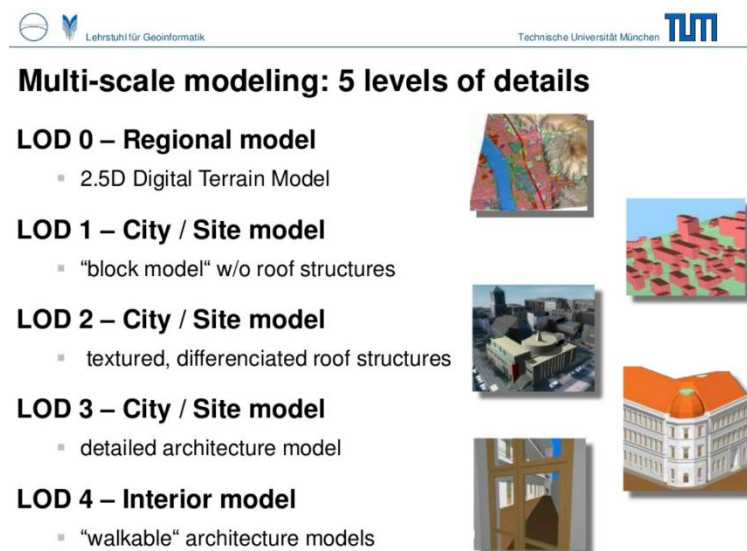 Lehrstuhl für Geoinformatik
Technische Universität München TUM
Multi-scale modeling: 5 levels of details
LOD 0 – Regional model
2.5D Digital Terrain Model
LOD 1 – City / Site model
“block model“ w/o roof structures
LOD 2 – City / Site model
textured, differenciated roof structures
LOD 3 – City / Site model
detailed architecture model
LOD 4 – Interior model
“walkable“ architecture models